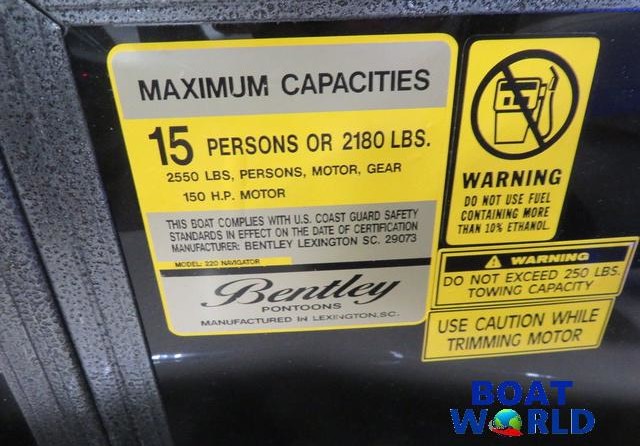 MAXIMUM CAPACITIES
15 PERSONS OR 2180 LBS.
2550 LBS, PERSONS, MOTOR, GEAR
150 H.P. MOTOR
THIS BOAT COMPLIES WITH U.S. COAST GUARD SAFETY
STANDARDS IN EFFECT ON THE DATE OF CERTIFICATION
MANUFACTURER: BENTLEY LEXINGTON SC. 29073
MODEL: 220 NAVIGATOR
Bentley
PONTOONS
MANUFACTURED IN LEXINGTON, SC.
WARNING
DO NOT USE FUEL
CONTAINING MORE
THAN 10% ETHANOL.
WARNING
DO NOT EXCEED 250 LBS.
TOWING CAPACITY
USE CAUTION WHILE
TRIMMING MOTOR
BOAT
WORLD